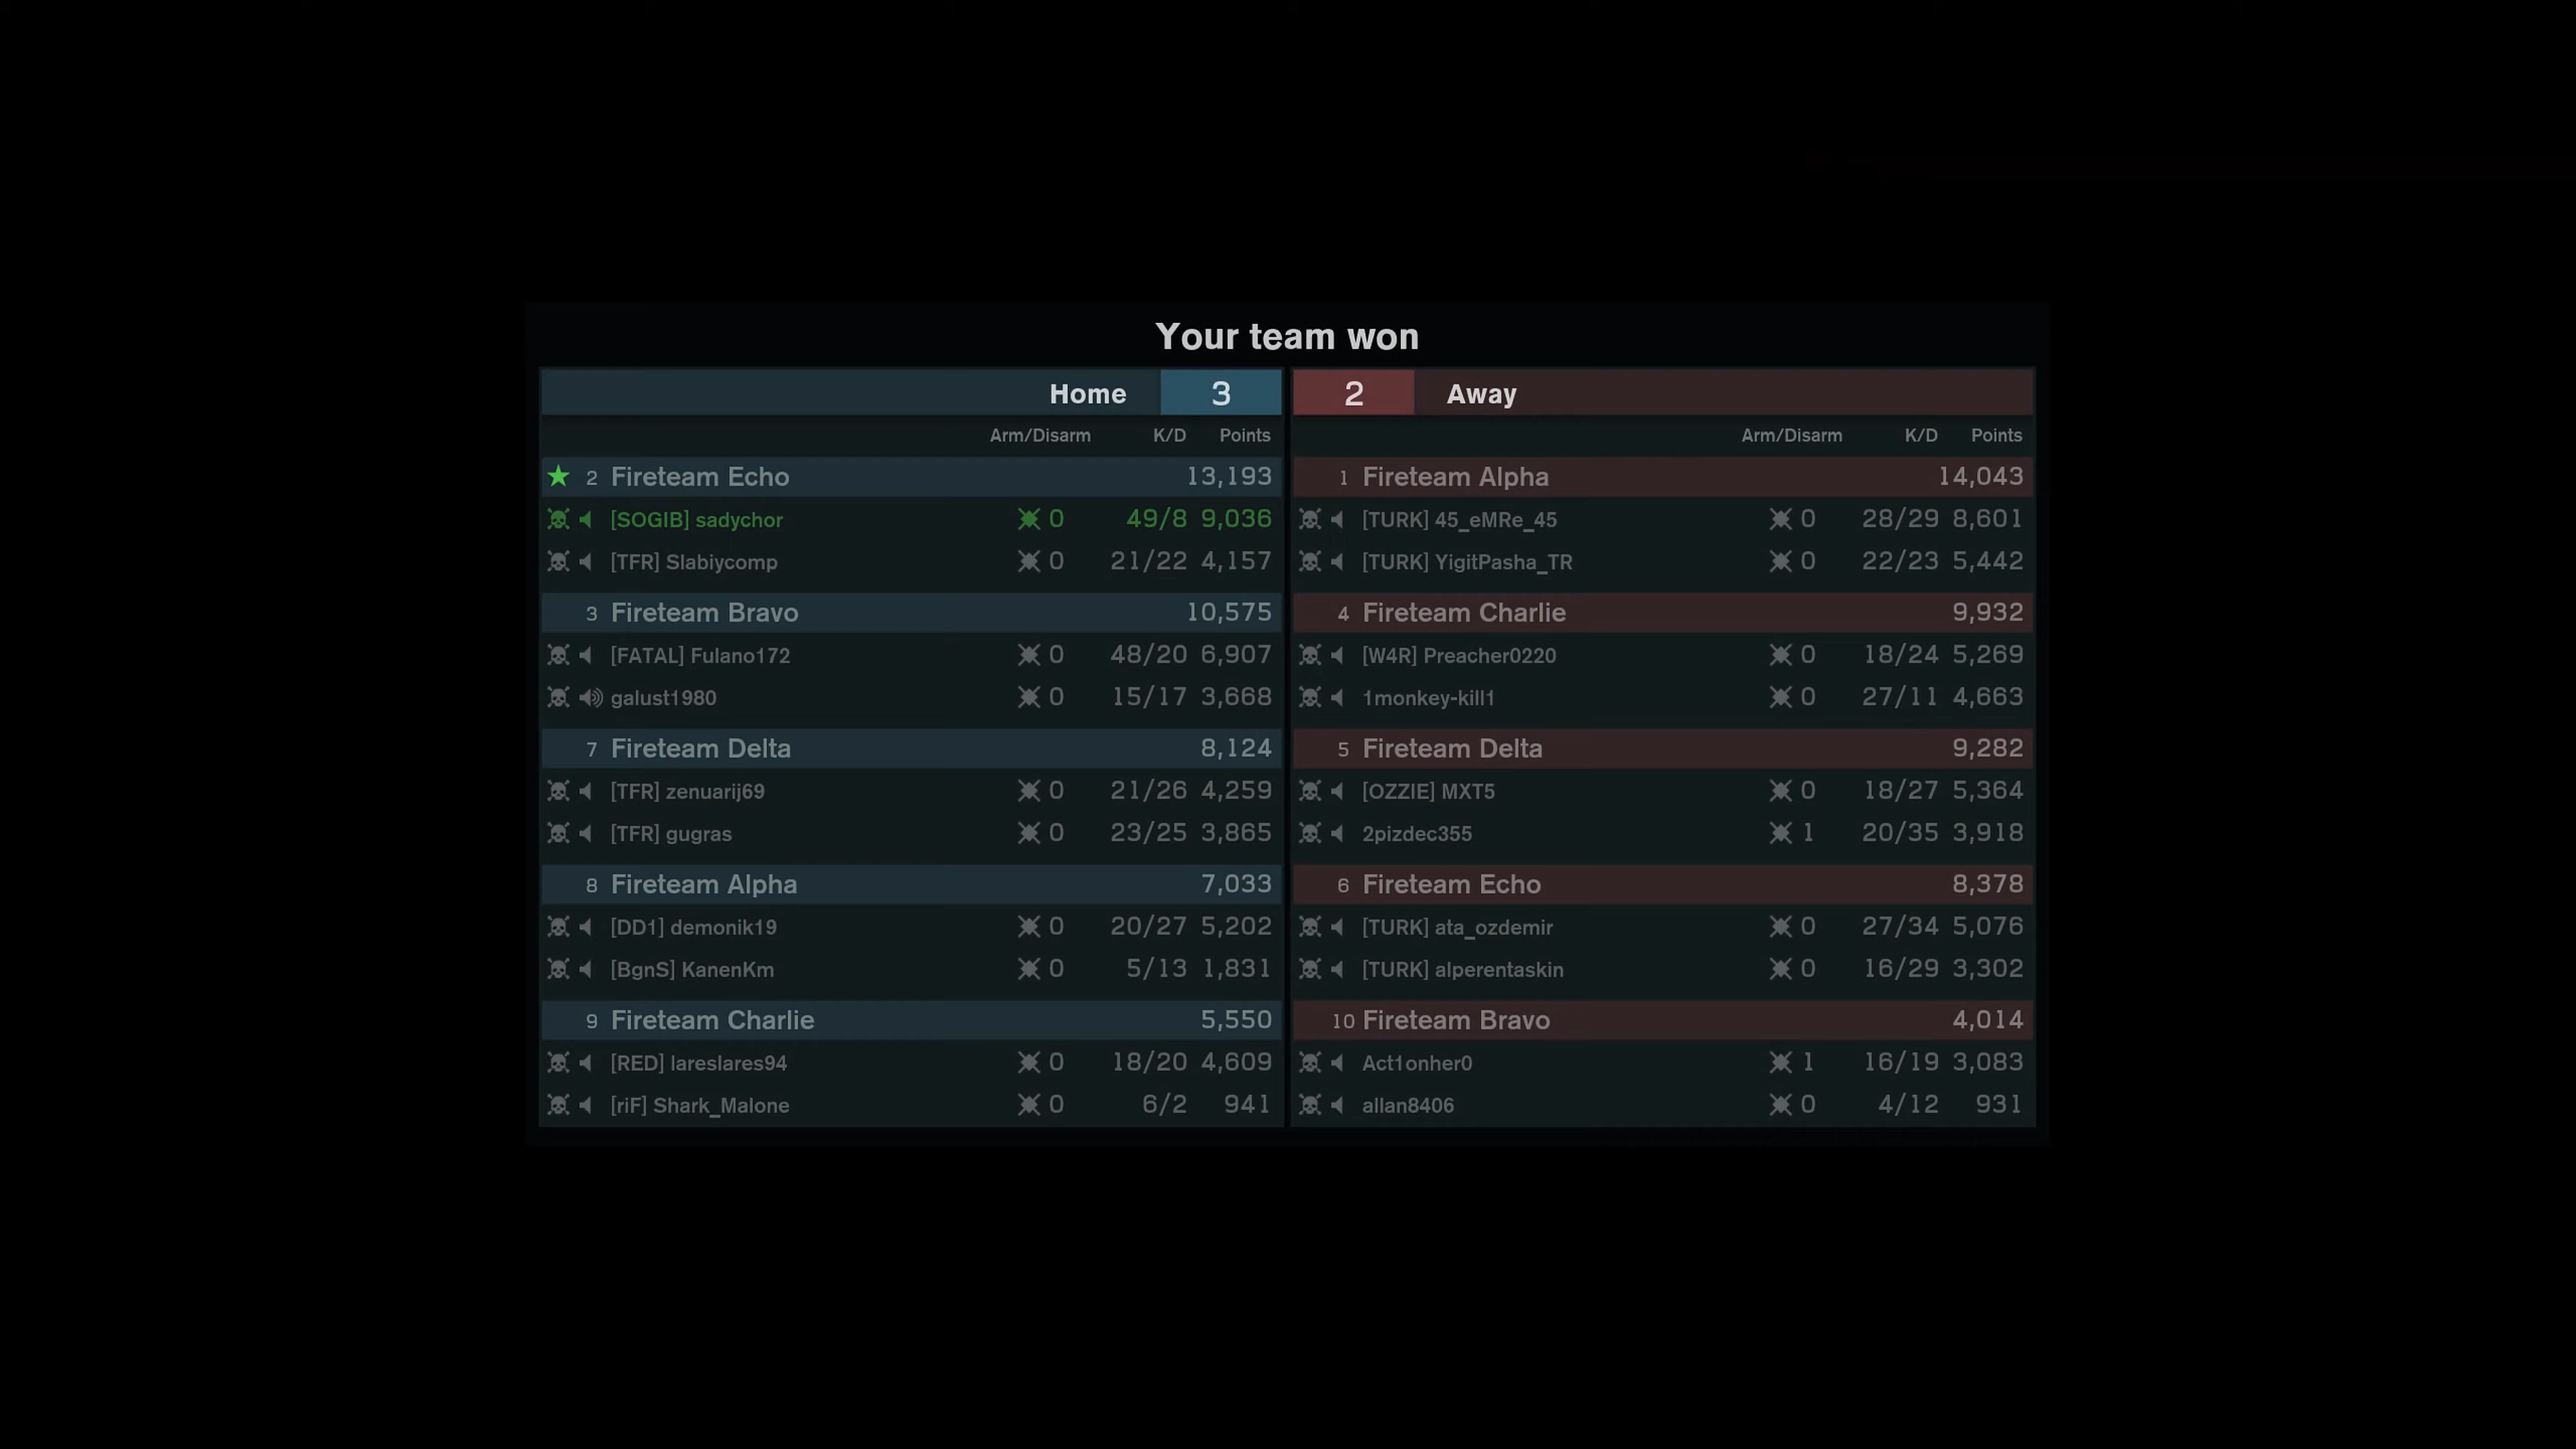 Your team won
Home 3
Arm/Disarm K/D Points
2 Fireteam Echo 13,193
[SOGIB] sadychor 0 49/8 9,036
[TFR] Slabiycomp 0 21/22 4,157
3 Fireteam Bravo 10,575
[FATAL] Fulano172 0 48/20 6,907
galust1980 0 15/17 3,668
7 Fireteam Delta 8,124
[TFR] zenuarij69 0 21/26 4,259
[TFR] gugras 0 23/25 3,865
8 Fireteam Alpha 7,033
[DD1] demonik19 0 20/27 5,202
[BgnS] KanenKm 0 5/13 1,831
9 Fireteam Charlie 5,550
[RED] lareslares94 0 18/20 4,609
[riF] Shark_Malone 0 6/2 941
2 Away
Arm/Disarm K/D Points
1 Fireteam Alpha 14,043
[TURK] 45_eMRe_45 0 28/29 8,601
[TURK] YigitPasha_TR 0 22/23 5,442
4 Fireteam Charlie 9,932
[W4R] Preacher0220 0 18/24 5,269
1monkey-kill1 0 27/11 4,663
5 Fireteam Delta 9,282
[OZZIE] MXT5 0 18/27 5,364
2pizdec355 1 20/35 3,918
6 Fireteam Echo 8,378
[TURK] ata_ozdemir 0 27/34 5,076
[TURK] alperentaskin 0 16/29 3,302
10 Fireteam Bravo 4,014
Act1onher0 1 16/19 3,083
allan8406 0 4/12 931